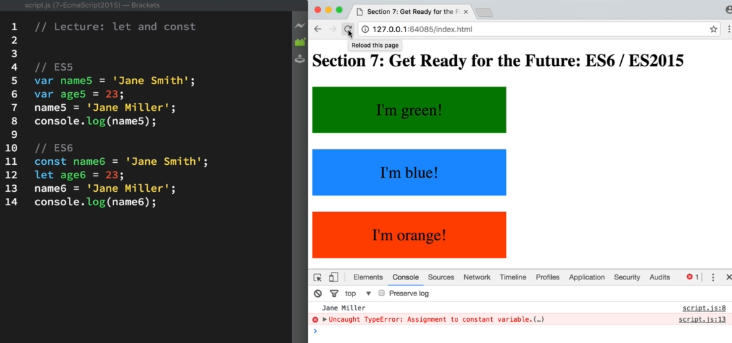 script.js (7-EcmaScript(2015) — Brackets
1 // Lecture: let and const
2
3
4 // ES5
5 var name5 = 'Jane Smith';
6 var age5 = 23;
7 name5 = 'Jane Miller';
8 console.log(name5);
9
10 // ES6
11 const name6 = 'Jane Smith';
12 let age6 = 23;
13 name6 = 'Jane Miller';
14 console.log(name6);
Section 7: Get Ready for the F
127.0.0.1:64085/index.html
Reload this page
Section 7: Get Ready for the Future: ES6 / ES2015
I'm green!
I'm blue!
I'm orange!
Elements Console Sources Network Timeline Profiles Application Security Audits 1
top Preserve log
Jane Miller script.js:8
Uncaught TypeError: Assignment to constant variable.(…) script.js:13